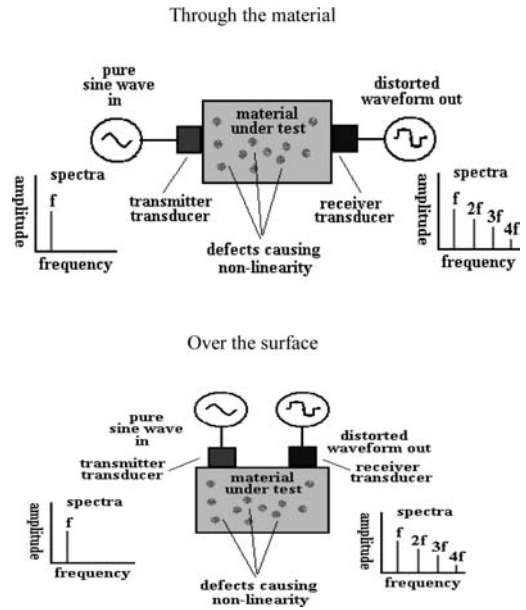 Through the material
pure
sine wave
in
distorted
waveform out
material
under test
spectra
amplitude
f
frequency
transmitter
transducer
receiver
transducer
defects causing
non-linearity
spectra
amplitude
f
2f
3f
4f
frequency
Over the surface
pure
sine wave
in
distorted
waveform out
transmitter
transducer
receiver
transducer
material
under test
spectra
amplitude
f
frequency
defects causing
non-linearity
spectra
amplitude
f
2f
3f
4f
frequency